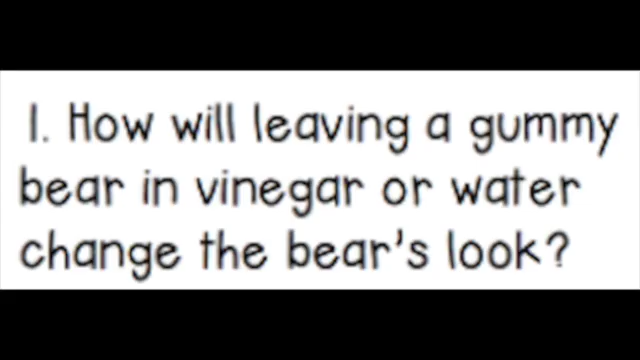 1. How will leaving a gummy
bear in vinegar or water
change the bear's look?